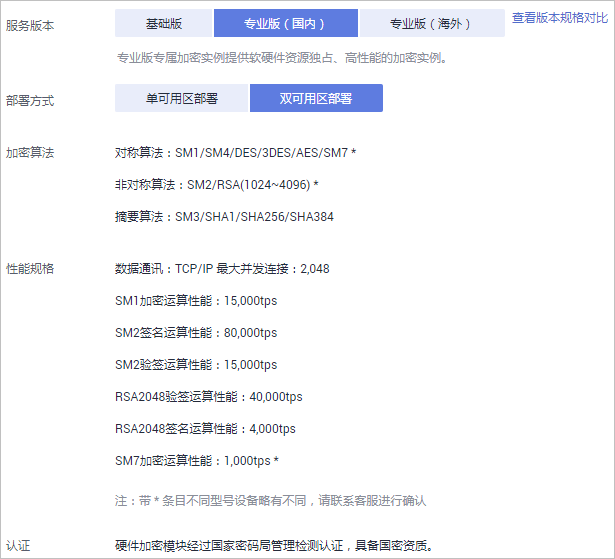 服务版本 基础版 专业版（国内） 专业版（海外） 查看版本规格对比
专业版专属加密实例提供软硬件资源独占、高性能的加密实例。
部署方式 单可用区部署 双可用区部署
加密算法 对称算法：SM1/SM4/DES/3DES/AES/SM7 *
非对称算法：SM2/RSA(1024~4096) *
摘要算法：SM3/SHA1/SHA256/SHA384
性能规格 数据通讯：TCP/IP 最大并发连接：2,048
SM1加密运算性能：15,000tps
SM2签名运算性能：80,000tps
SM2验签运算性能：15,000tps
RSA2048验签运算性能：40,000tps
RSA2048签名运算性能：4,000tps
SM7加密运算性能：1,000tps *
注：带 * 条目不同型号设备略有不同，请联系客服进行确认
认证 硬件加密模块经过国家密码局管理检测认证，具备国密资质。